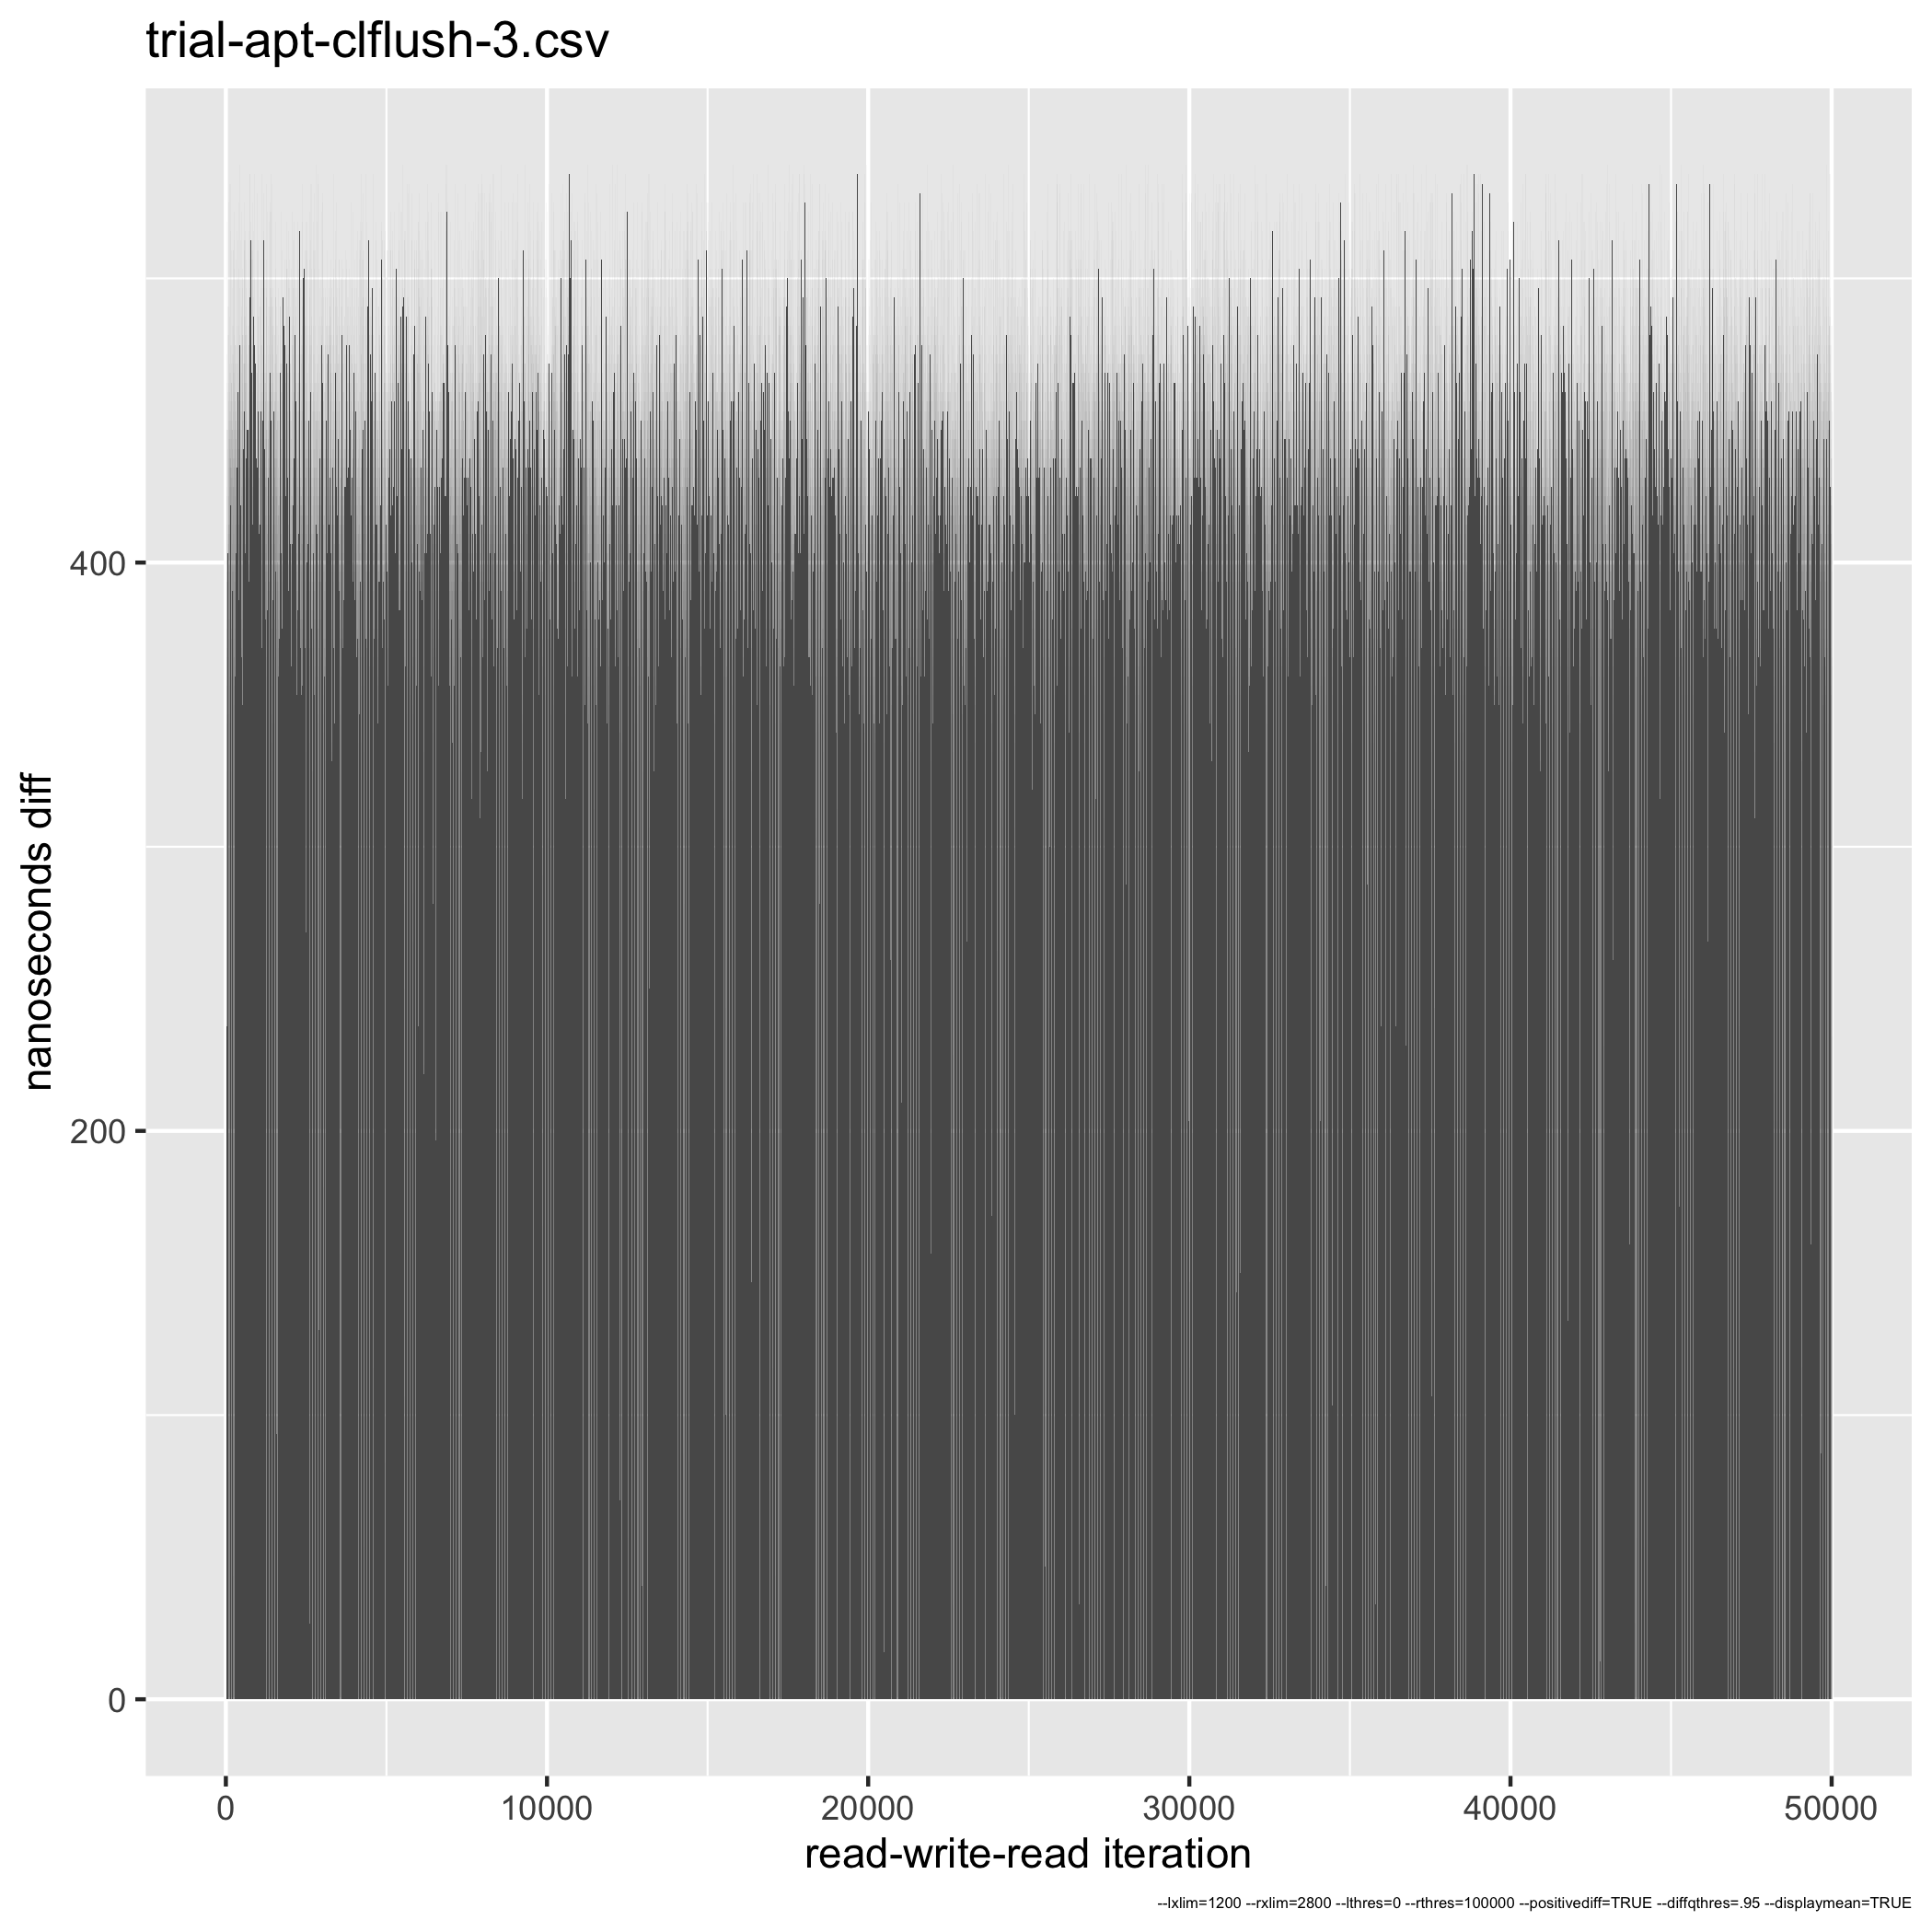 trial-apt-clflush-3.csv
nanoseconds diff
400
200
0
0 10000 20000 30000 40000 50000
read-write-read iteration
--lxlim=1200 --rxlim=2800 --lthres=0 --rthres=100000 --positivediff=TRUE --diffqthres=.95 --displaymean=TRUE